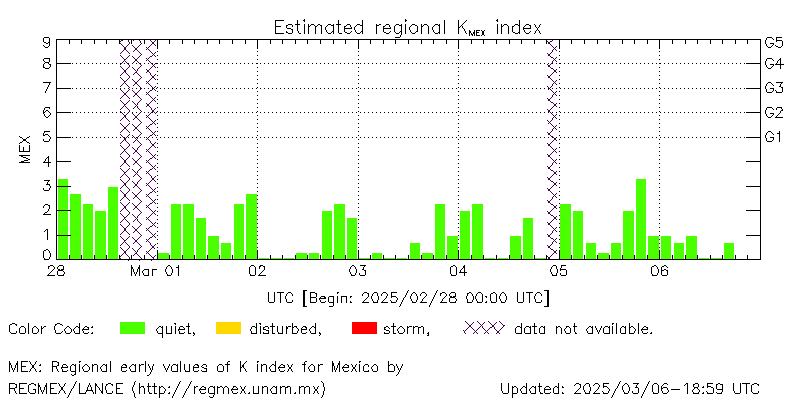 Estimated regional KMEX index
9 G5
8 G4
7 G3
6 G2
5 G1
4
3
2
1
0
MEX
28 Mar 01 02 03 04 05 06
UTC [Begin: 2025/02/28 00:00 UTC]
Color Code: quiet, disturbed, storm, data not available.
MEX: Regional early values of K index for Mexico by
REGMEX/LANCE (http://regmex.unam.mx) Updated: 2025/03/06-18:59 UTC